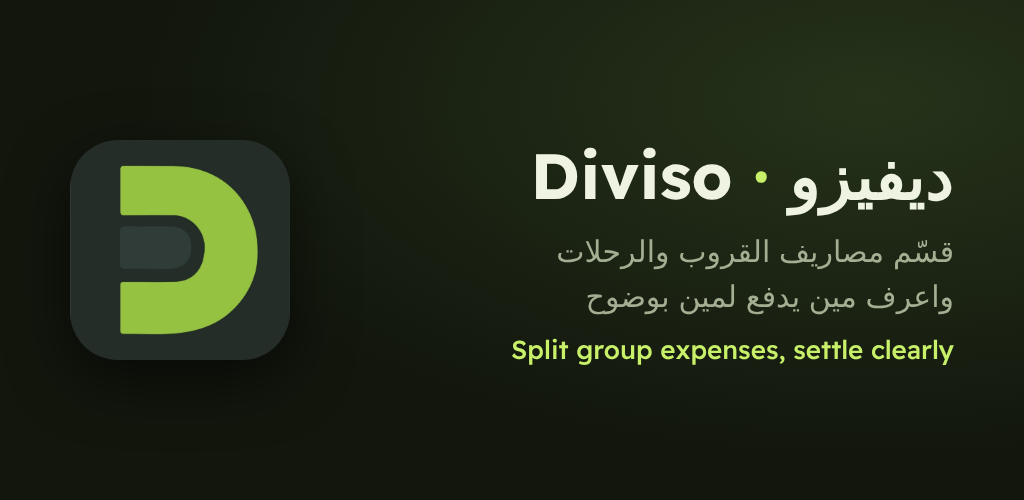 ديفيزو · Diviso
قسّم مصاريف القروب والرحلات
واعرف مين يدفع لمين بوضوح
Split group expenses, settle clearly